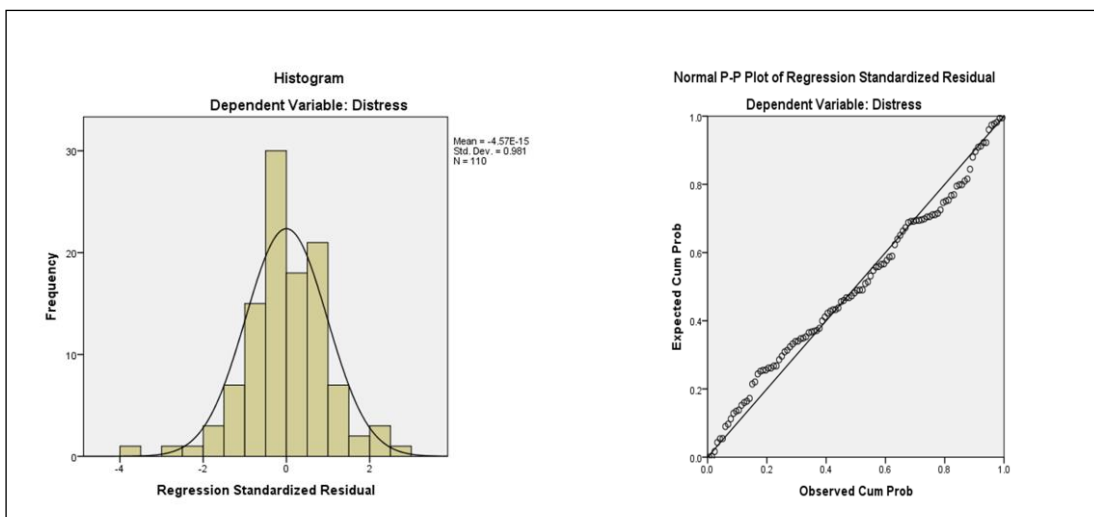 Histogram
Dependent Variable: Distress
Mean = -4.57E-15
Std. Dev. = 0.981
N = 110
Frequency
30
20
10
0
-4
-2
0
2
Regression Standardized Residual
Normal P-P Plot of Regression Standardized Residual
Dependent Variable: Distress
Expected Cum Prob
1.0
0.8
0.6
0.4
0.2
0.0
0.0
0.2
0.4
0.6
0.8
1.0
Observed Cum Prob